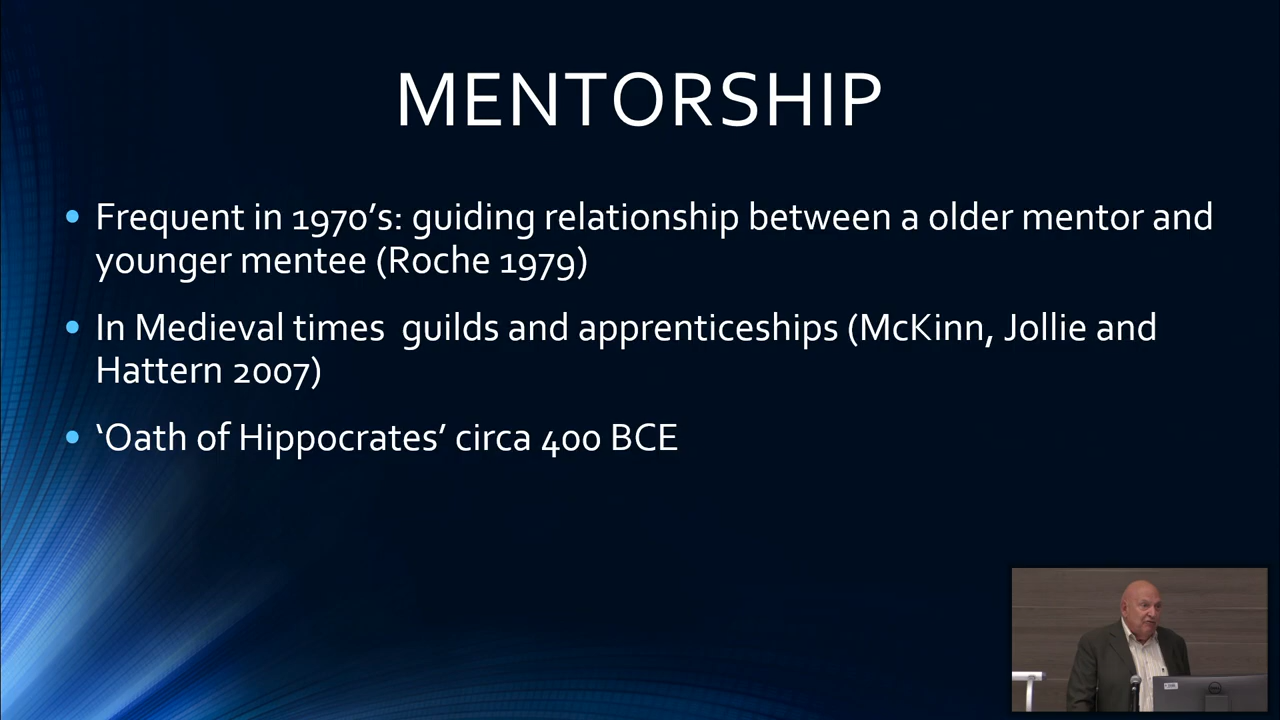 MENTORSHIP
• Frequent in 1970’s: guiding relationship between a older mentor and
younger mentee (Roche 1979)
• In Medieval times  guilds and apprenticeships (McKinn, Jollie and
Hattern 2007)
• ‘Oath of Hippocrates’ circa 400 BCE